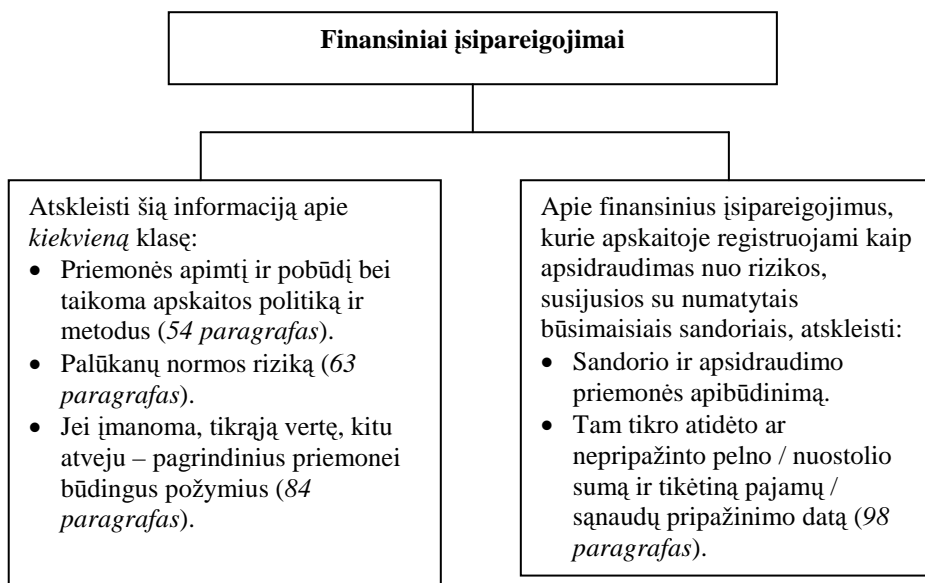 Finansiniai įsipareigojimai
Atskleisti šią informaciją apie
kiekvieną klasę:
• Priemonės apimtį ir pobūdį bei
taikoma apskaitos politiką ir
metodus (54 paragrafas).
• Palūkanų normos riziką (63
paragrafas).
• Jei įmanoma, tikrąją vertę, kitu
atveju – pagrindinius priemonei
būdingus požymius (84
paragrafas).
Apie finansinius įsipareigojimus,
kurie apskaitoje registruojami kaip
apsidraudimas nuo rizikos,
susijusios su numatytais
būsimaisiais sandoriais, atskleisti:
• Sandorio ir apsidraudimo
priemonės apibūdinimą.
• Tam tikro atidėto ar
nepripažinto pelno / nuostolio
sumą ir tikėtiną pajamų /
sąnaudų pripažinimo datą (98
paragrafas).